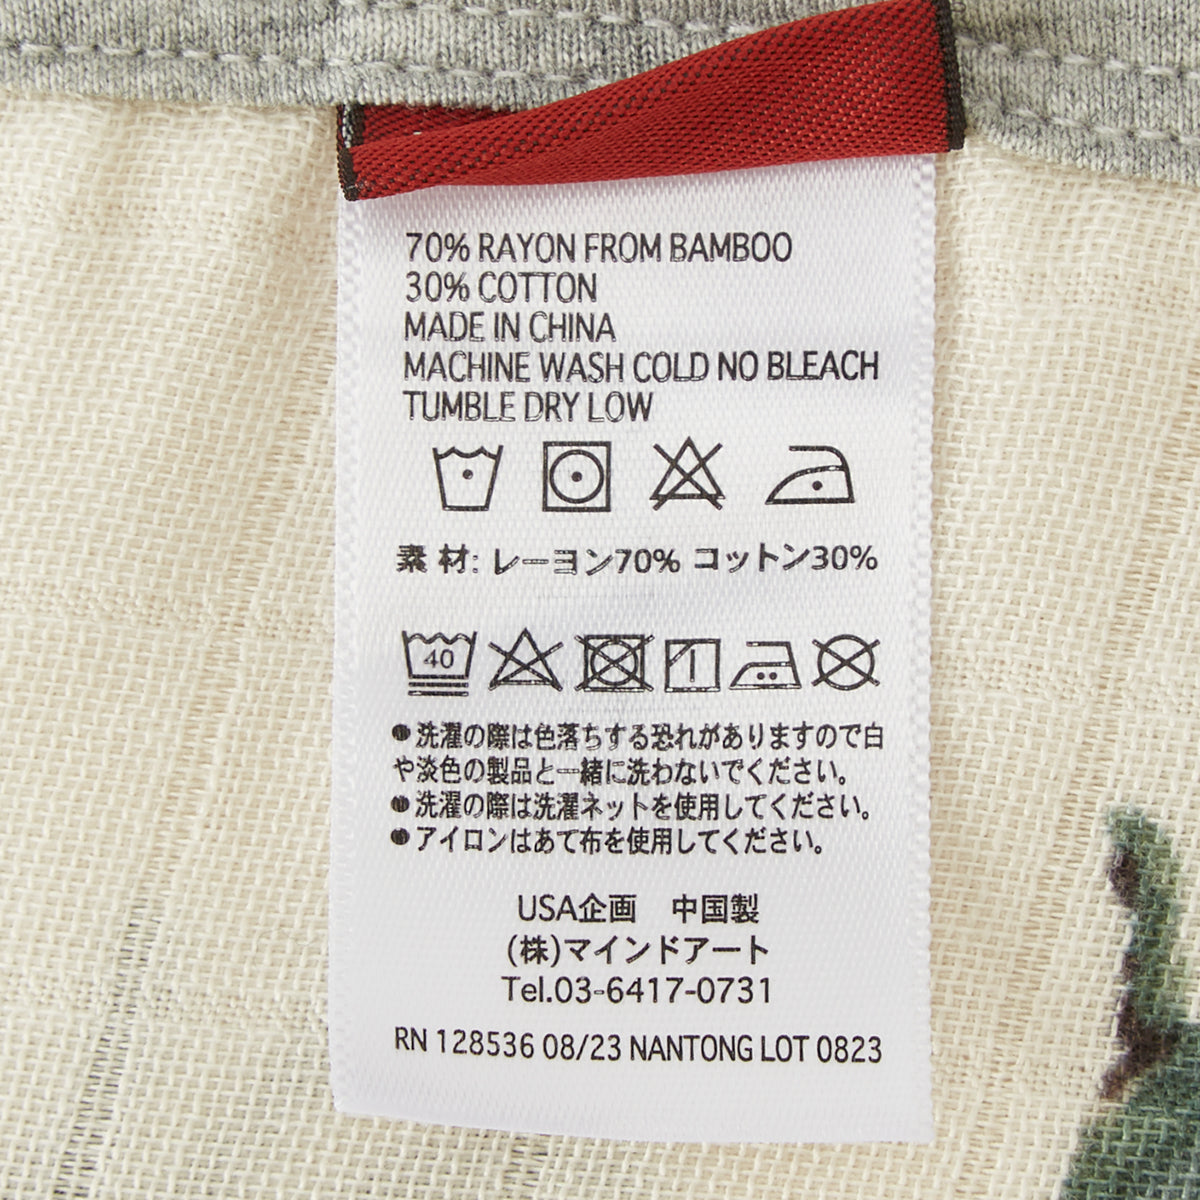 70% RAYON FROM BAMBOO
30% COTTON
MADE IN CHINA
MACHINE WASH COLD NO BLEACH
TUMBLE DRY LOW
素 材: レーヨン70% コットン30%
40
●洗濯の際は色落ちする恐れがありますので白
や淡色の製品と一緒に洗わないでください。
●洗濯の際は洗濯ネットを使用してください。
●アイロンはあて布を使用してください。
USA企画 中国製
(株)マインドアート
Tel.03-6417-0731
RN 128536 08/23 NANTONG LOT 0823